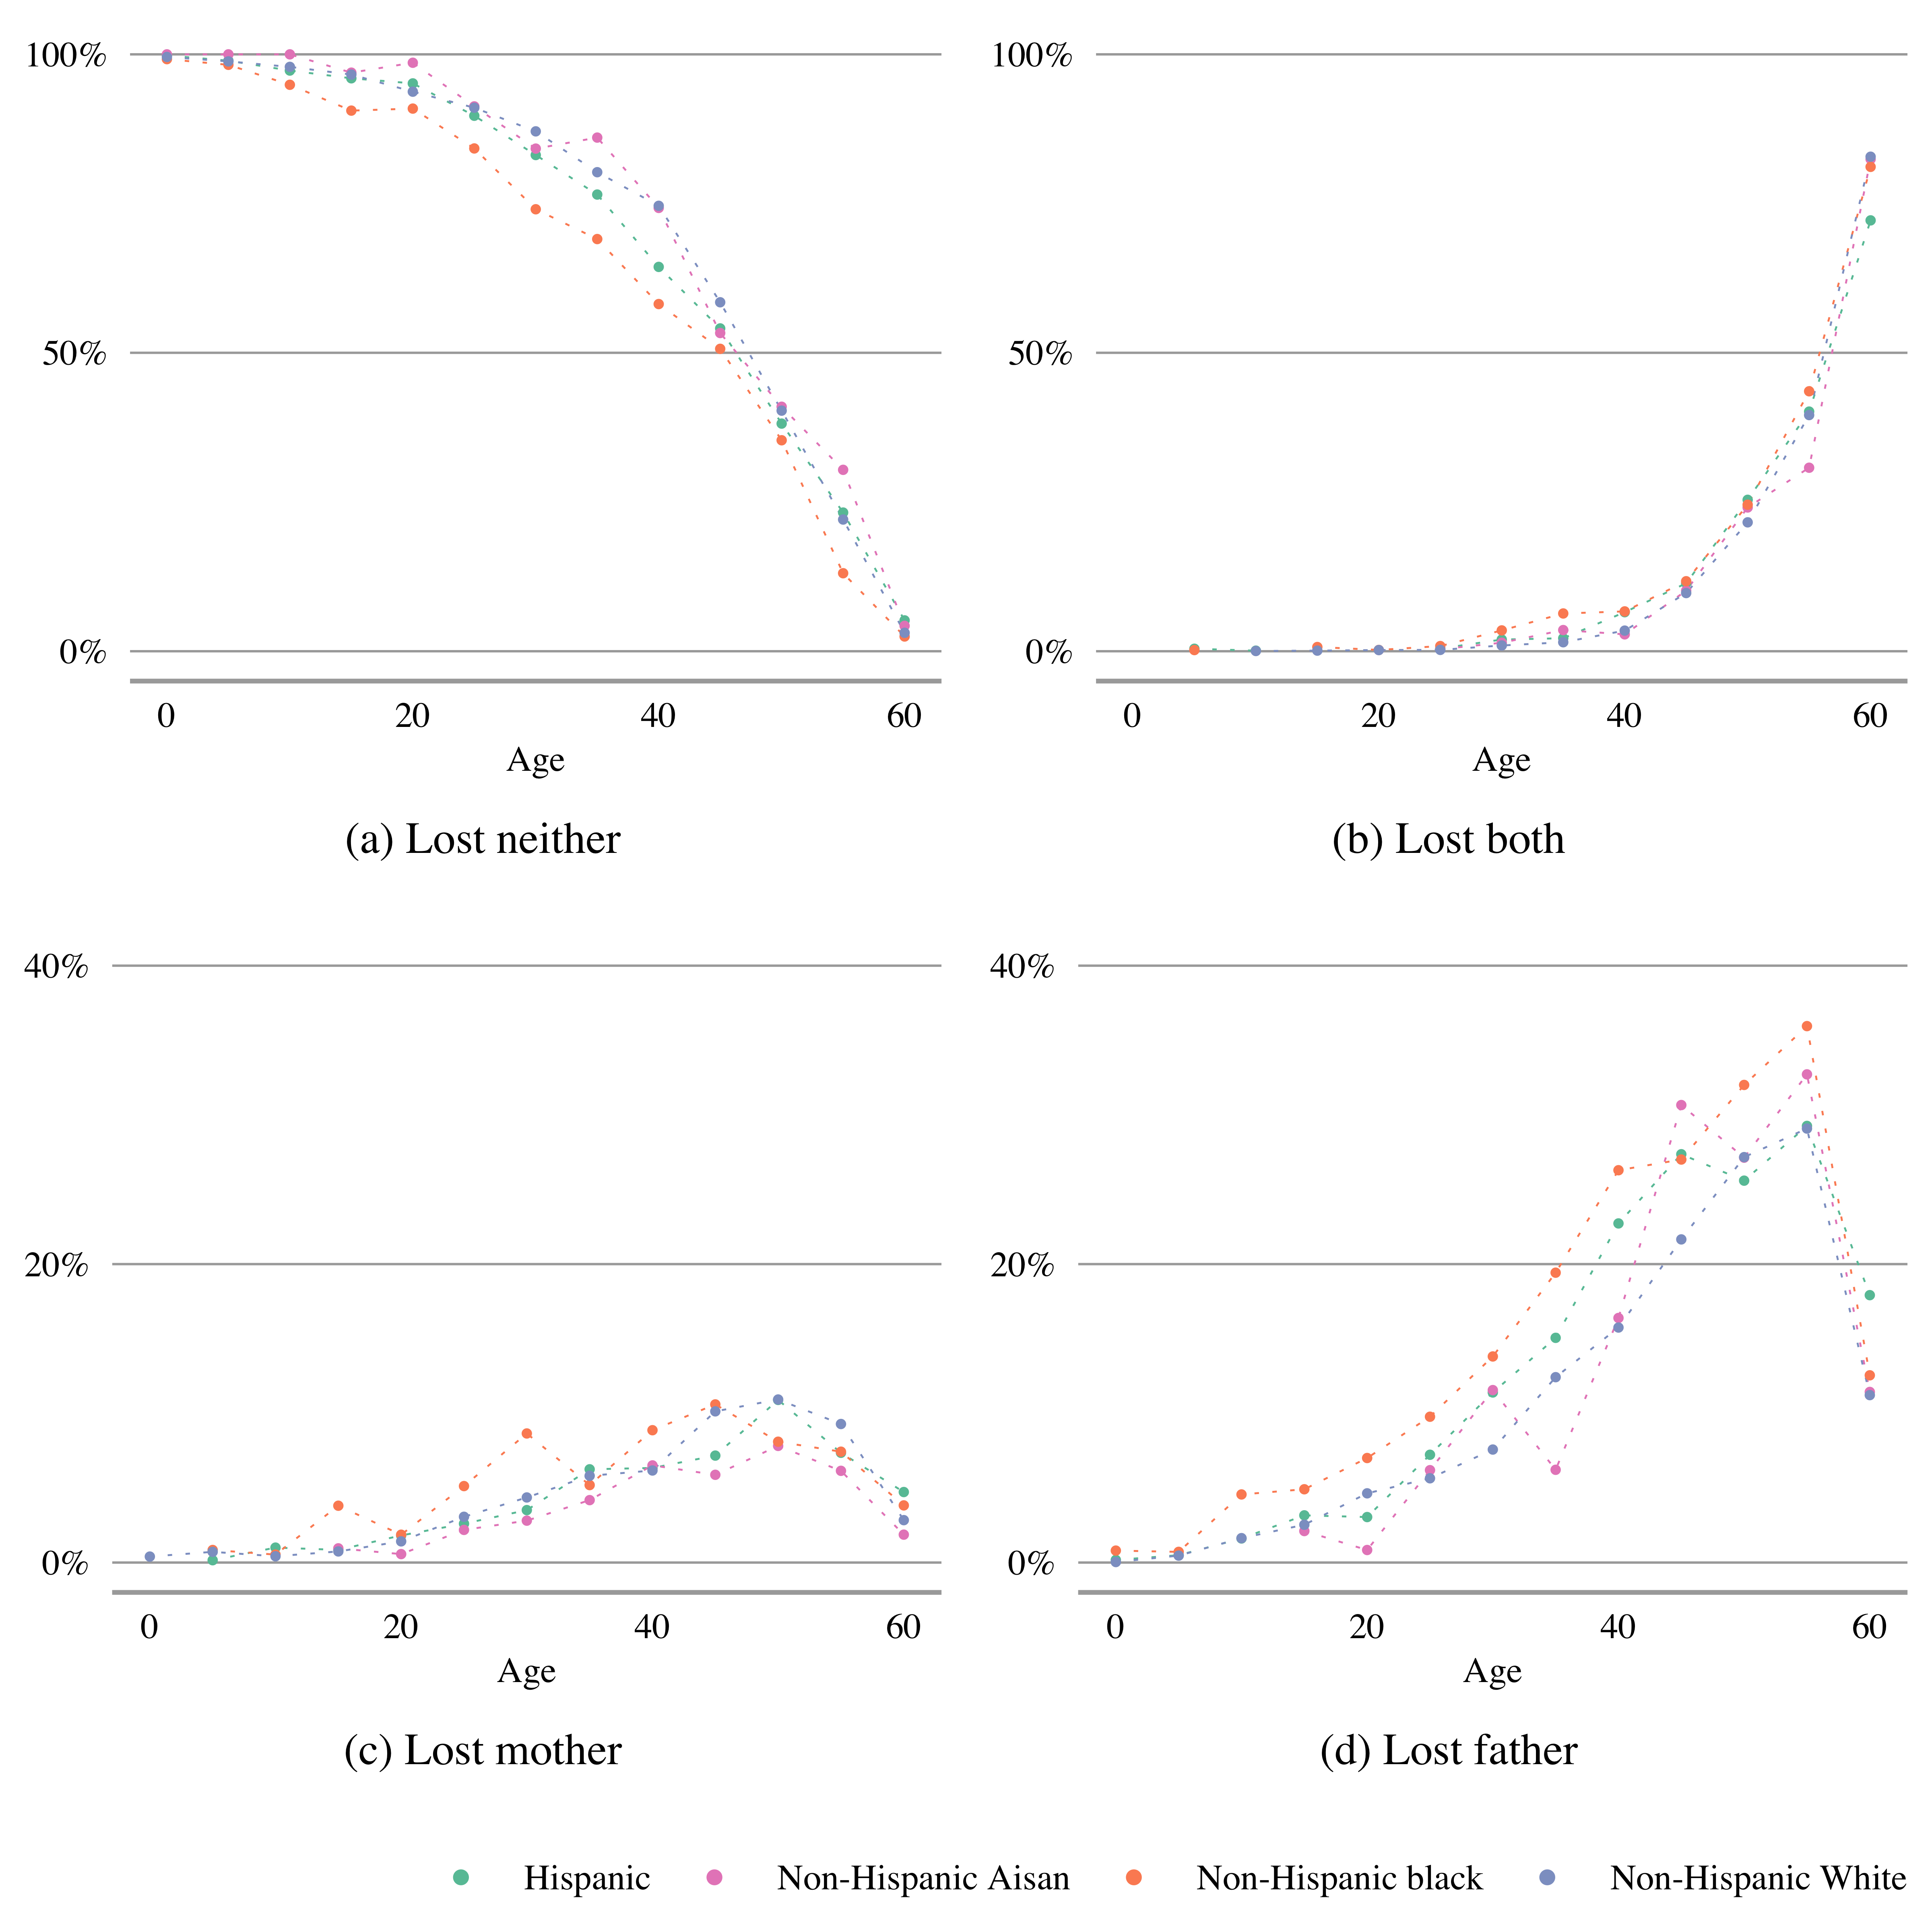 100%
50%
0%
0 20 40 60
Age
(a) Lost neither
100%
50%
0%
0 20 40 60
Age
(b) Lost both
40%
20%
0%
0 20 40 60
Age
(c) Lost mother
40%
20%
0%
0 20 40 60
Age
(d) Lost father
Hispanic Non-Hispanic Aisan Non-Hispanic black Non-Hispanic White